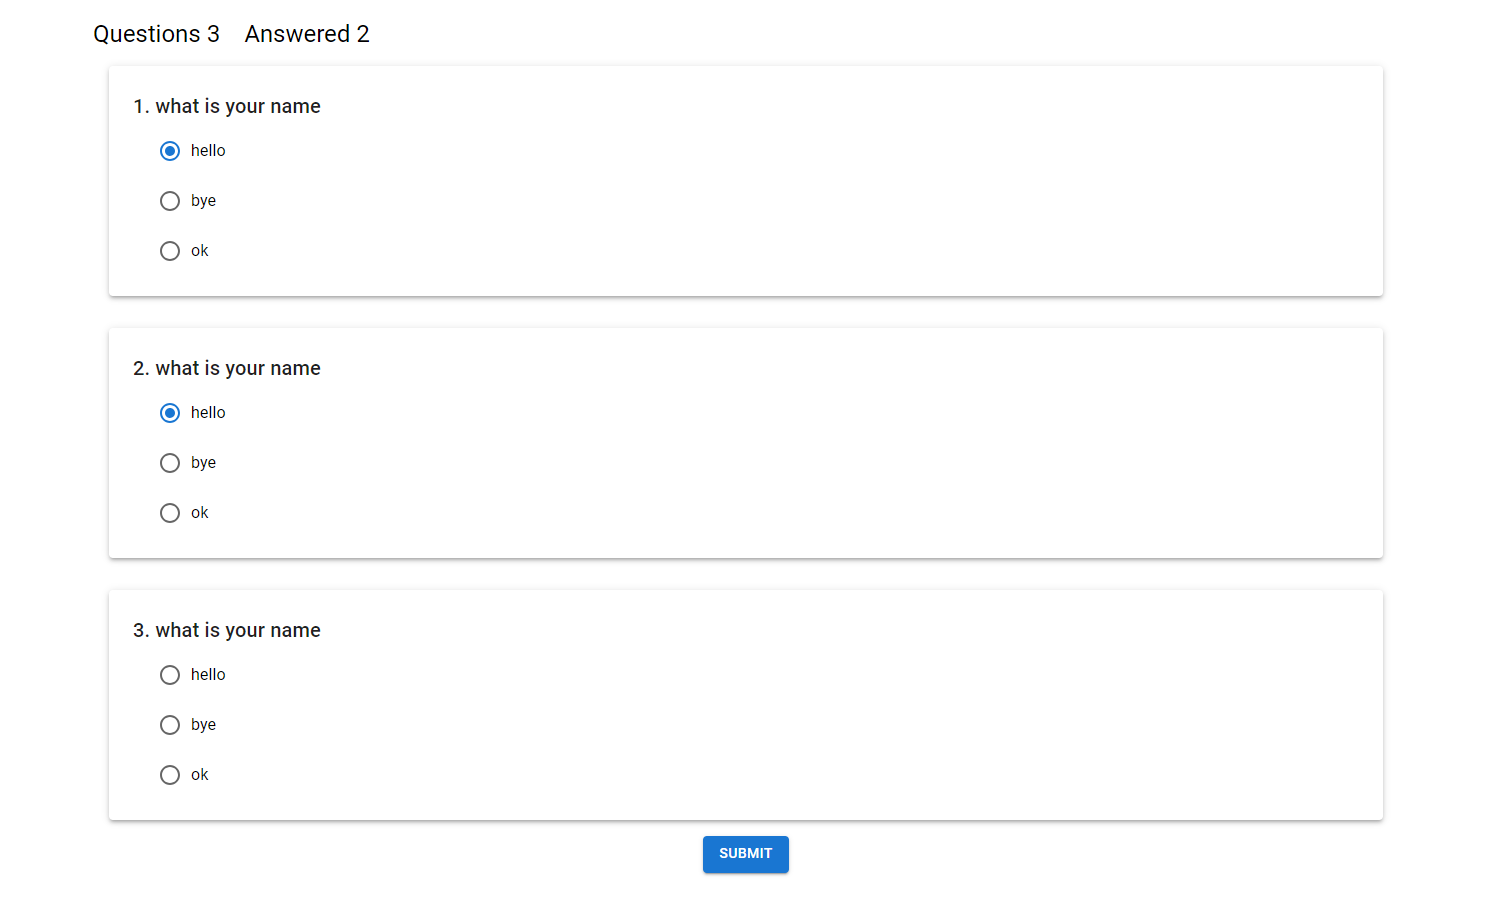 Questions 3 Answered 2
1. what is your name
hello
bye
ok
2. what is your name
hello
bye
ok
3. what is your name
hello
bye
ok
SUBMIT